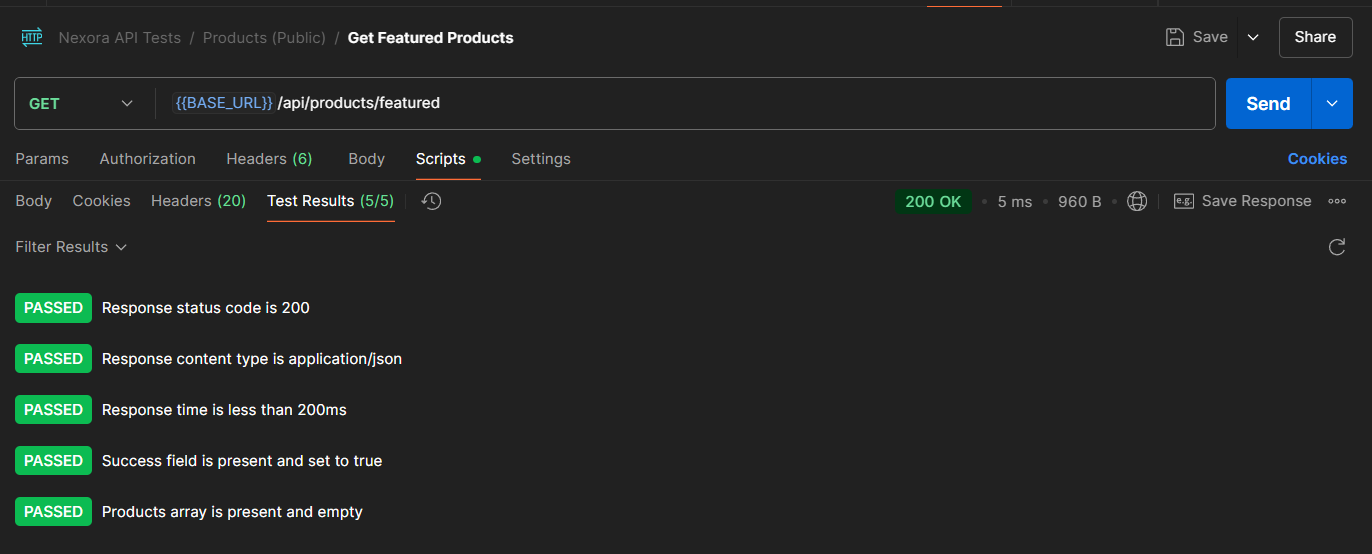 HTTP Nexora API Tests / Products (Public) / Get Featured Products Save Share
GET {{BASE_URL}} /api/products/featured Send
Params Authorization Headers (6) Body Scripts Settings Cookies
Body Cookies Headers (20) Test Results (5/5) 200 OK • 5 ms • 960 B • e.g. Save Response
Filter Results
PASSED Response status code is 200
PASSED Response content type is application/json
PASSED Response time is less than 200ms
PASSED Success field is present and set to true
PASSED Products array is present and empty